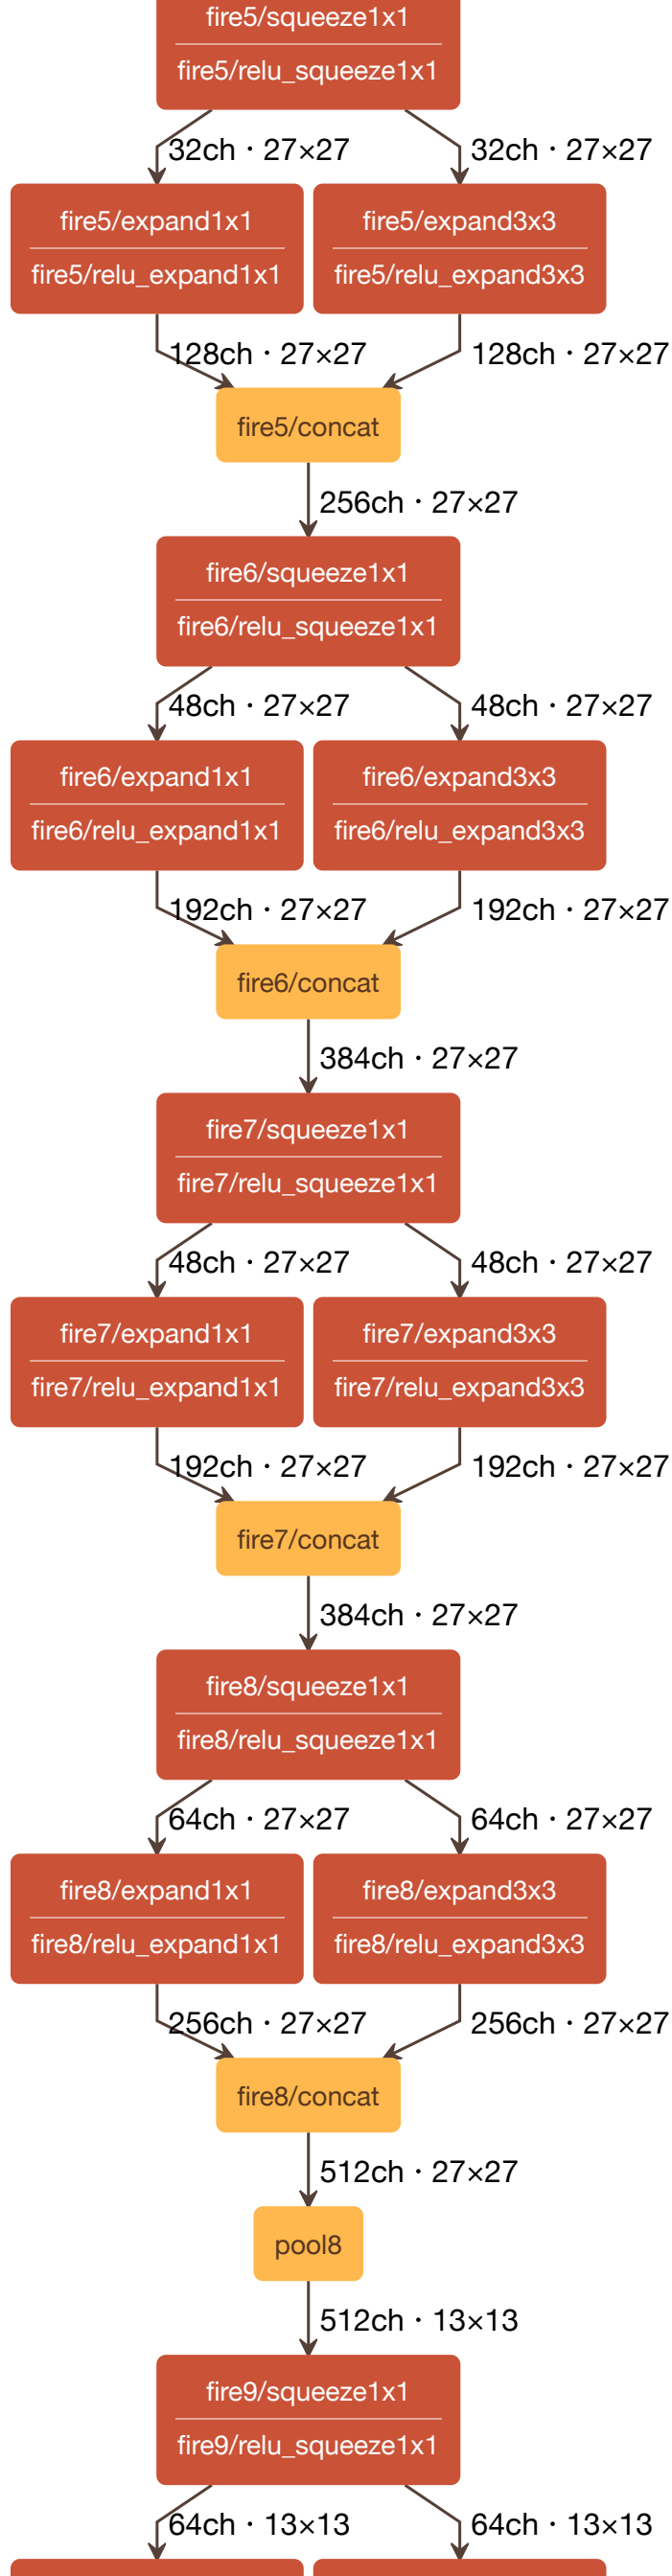 fire5/squeeze1x1
fire5/relu_squeeze1x1
32ch · 27×27 32ch · 27×27
fire5/expand1x1 fire5/expand3x3
fire5/relu_expand1x1 fire5/relu_expand3x3
128ch · 27×27 128ch · 27×27
fire5/concat
256ch · 27×27
fire6/squeeze1x1
fire6/relu_squeeze1x1
48ch · 27×27 48ch · 27×27
fire6/expand1x1 fire6/expand3x3
fire6/relu_expand1x1 fire6/relu_expand3x3
192ch · 27×27 192ch · 27×27
fire6/concat
384ch · 27×27
fire7/squeeze1x1
fire7/relu_squeeze1x1
48ch · 27×27 48ch · 27×27
fire7/expand1x1 fire7/expand3x3
fire7/relu_expand1x1 fire7/relu_expand3x3
192ch · 27×27 192ch · 27×27
fire7/concat
384ch · 27×27
fire8/squeeze1x1
fire8/relu_squeeze1x1
64ch · 27×27 64ch · 27×27
fire8/expand1x1 fire8/expand3x3
fire8/relu_expand1x1 fire8/relu_expand3x3
256ch · 27×27 256ch · 27×27
fire8/concat
512ch · 27×27
pool8
512ch · 13×13
fire9/squeeze1x1
fire9/relu_squeeze1x1
64ch · 13×13 64ch · 13×13